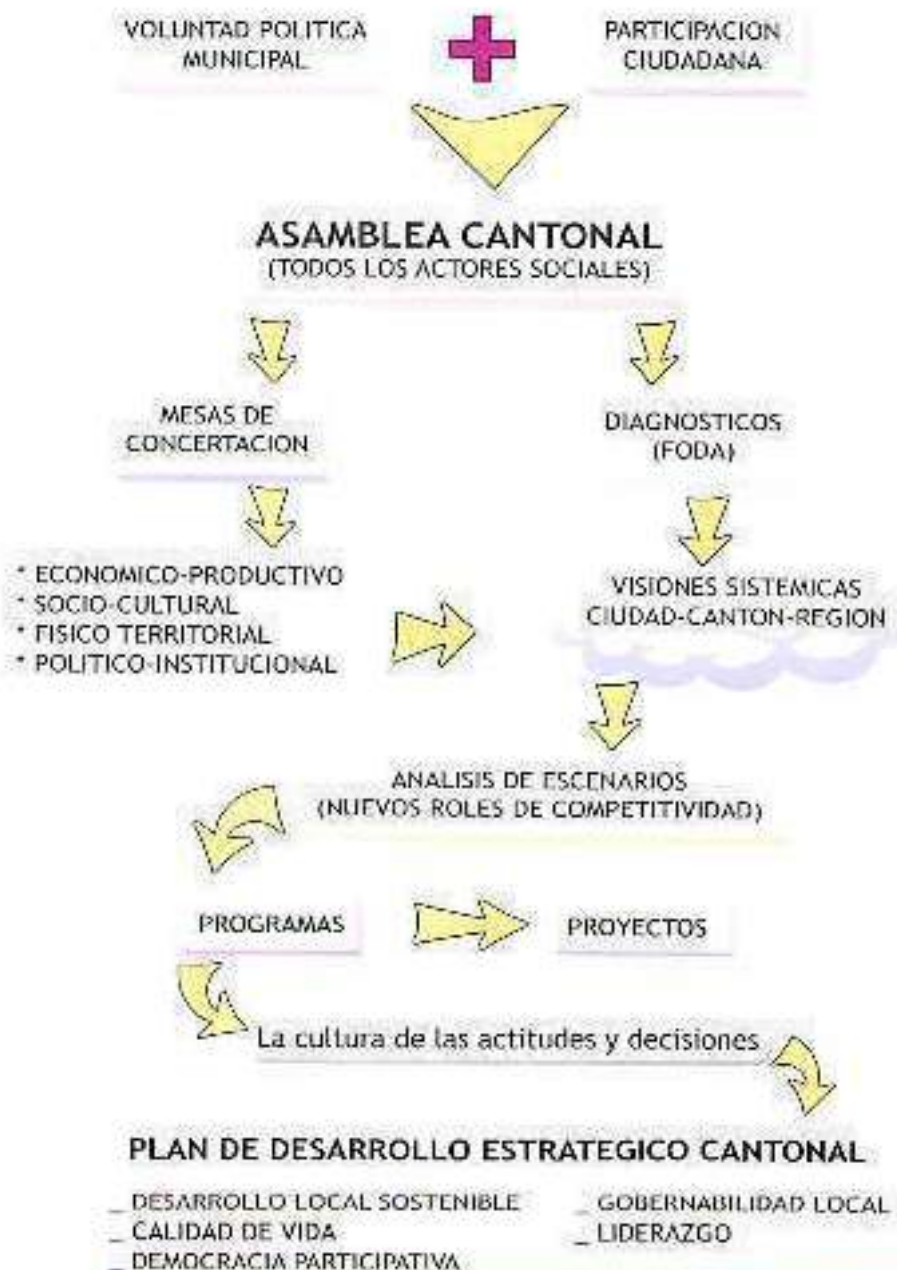 VOLUNTAD POLITICA
MUNICIPAL
PARTICIPACION
CIUDADANA
ASAMBLEA CANTONAL
(TODOS LOS ACTORES SOCIALES)
MESAS DE
CONCERTACION
DIAGNOSTICOS
(FODA)
* ECONOMICO-PRODUCTIVO
* SOCIO-CULTURAL
* FISICO TERRITORIAL
* POLITICO-INSTITUCIONAL
VISIONES SISTEMICAS
CIUDAD-CANTON-REGION
ANALISIS DE ESCENARIOS
(NUEVOS ROLES DE COMPETITIVIDAD)
PROGRAMAS
PROYECTOS
La cultura de las actitudes y decisiones
PLAN DE DESARROLLO ESTRATEGICO CANTONAL
_ DESARROLLO LOCAL SOSTENIBLE
_ CALIDAD DE VIDA
_ DEMOCRACIA PARTICIPATIVA
_ GOBERNABILIDAD LOCAL
_ LIDERAZGO